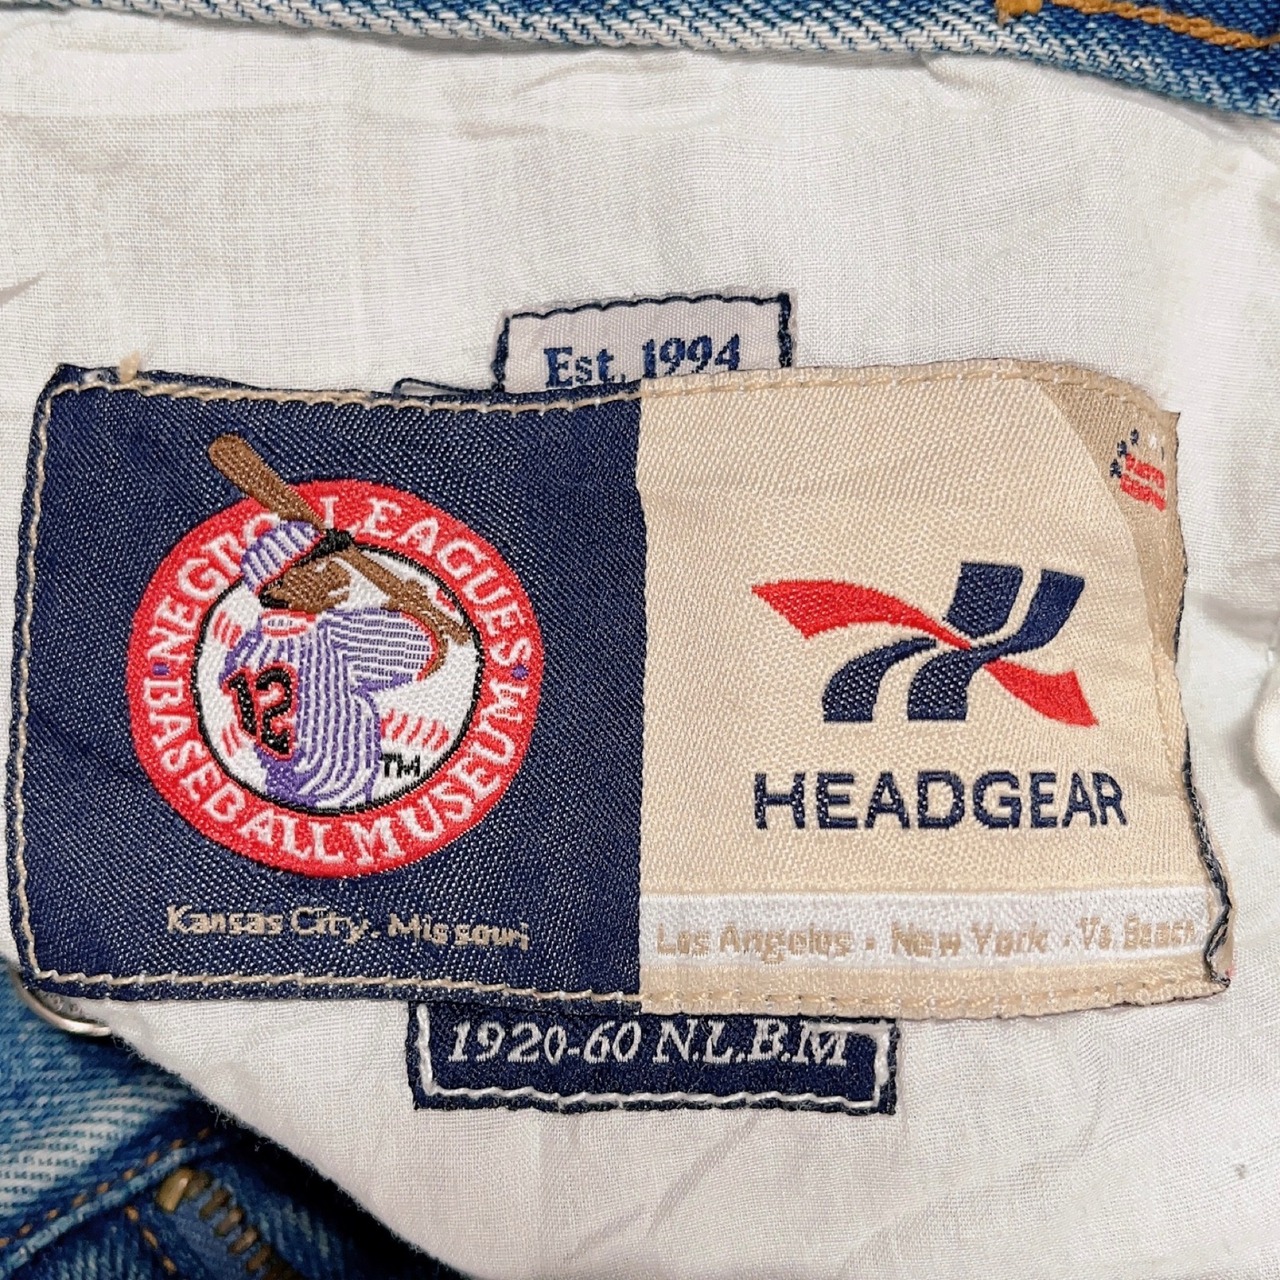 Est. 1994
NEGRO LEAGUES
BASEBALL MUSEUM
12
TM
Kansas City. Missouri
HEADGEAR
Los Angeles · New York · Va Beach
1920-60 N.L.B.M